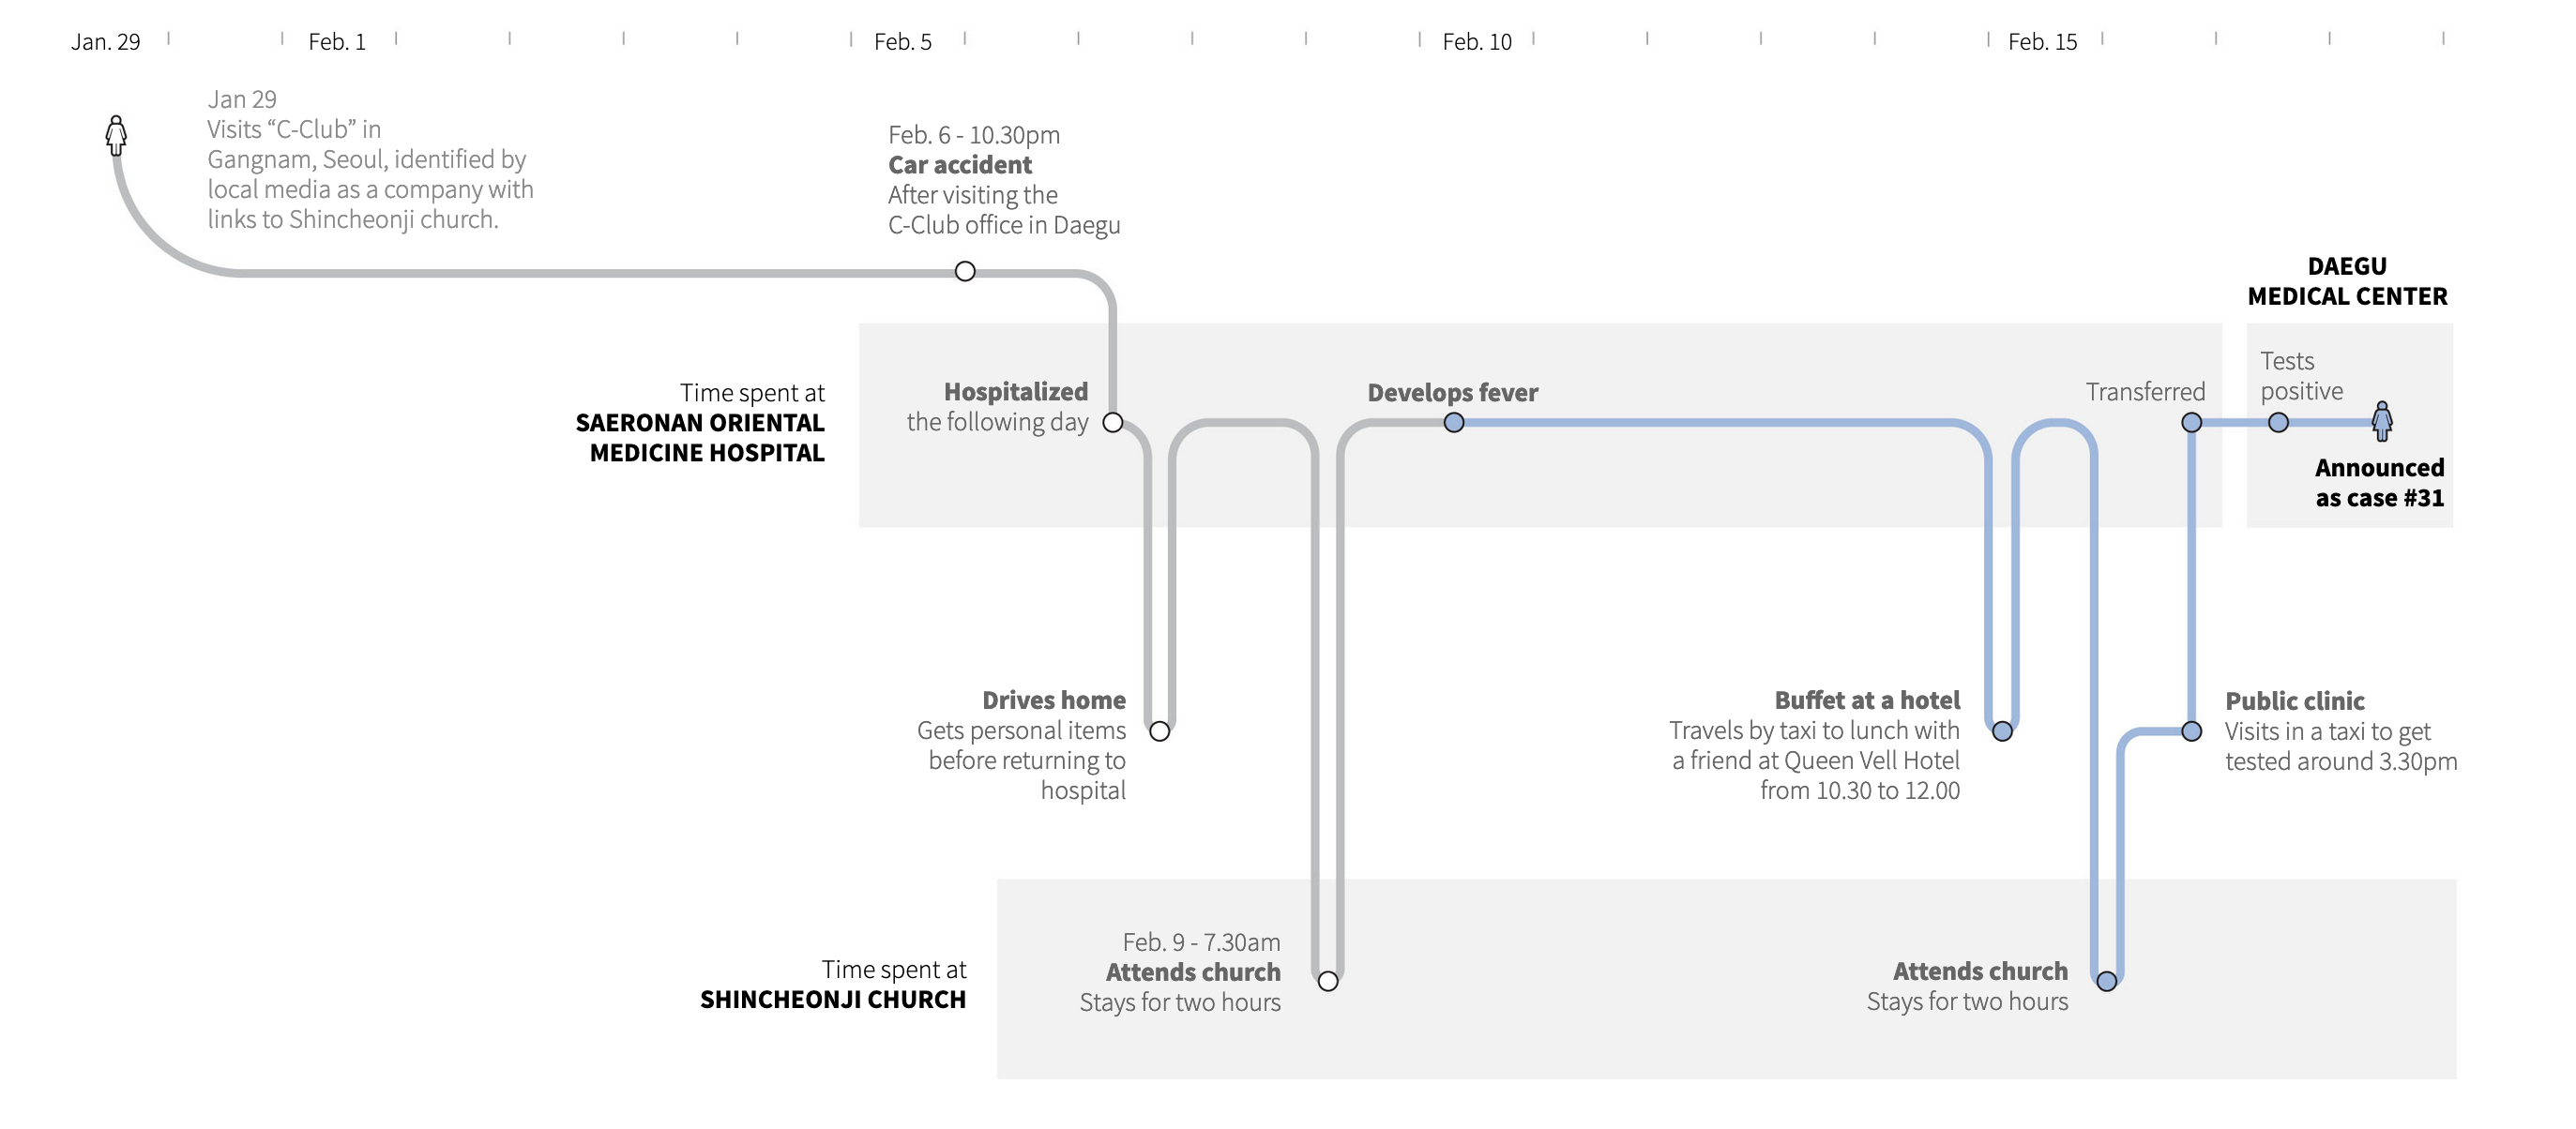 Jan. 29
Feb. 1
Feb. 5
Feb. 10
Feb. 15
Jan 29
Visits “C-Club” in
Gangnam, Seoul, identified by
local media as a company with
links to Shincheonji church.
Feb. 6 - 10.30pm
Car accident
After visiting the
C-Club office in Daegu
DAEGU
MEDICAL CENTER
Time spent at
SAERONAN ORIENTAL
MEDICINE HOSPITAL
Hospitalized
the following day
Develops fever
Transferred
Tests
positive
Announced
as case #31
Drives home
Gets personal items
before returning to
hospital
Buffet at a hotel
Travels by taxi to lunch with
a friend at Queen Vell Hotel
from 10.30 to 12.00
Public clinic
Visits in a taxi to get
tested around 3.30pm
Time spent at
SHINCHEONJI CHURCH
Feb. 9 - 7.30am
Attends church
Stays for two hours
Attends church
Stays for two hours